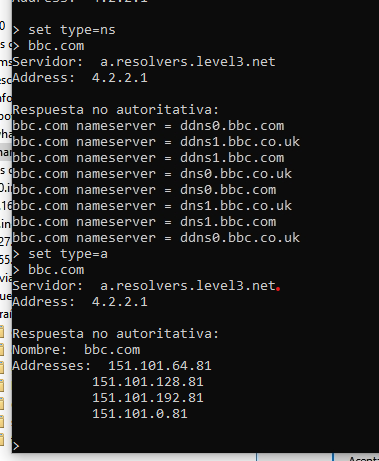 > set type=ns
> bbc.com
Servidor:  a.resolvers.level3.net
Address:  4.2.2.1
Respuesta no autoritativa:
bbc.com nameserver = ddns0.bbc.com
bbc.com nameserver = ddns1.bbc.co.uk
bbc.com nameserver = ddns1.bbc.com
bbc.com nameserver = dns0.bbc.co.uk
bbc.com nameserver = dns0.bbc.com
bbc.com nameserver = dns1.bbc.co.uk
bbc.com nameserver = dns1.bbc.com
bbc.com nameserver = ddns0.bbc.co.uk
> set type=a
> bbc.com
Servidor:  a.resolvers.level3.net
Address:  4.2.2.1
Respuesta no autoritativa:
Nombre:  bbc.com
Addresses:  151.101.64.81
151.101.128.81
151.101.192.81
151.101.0.81
>